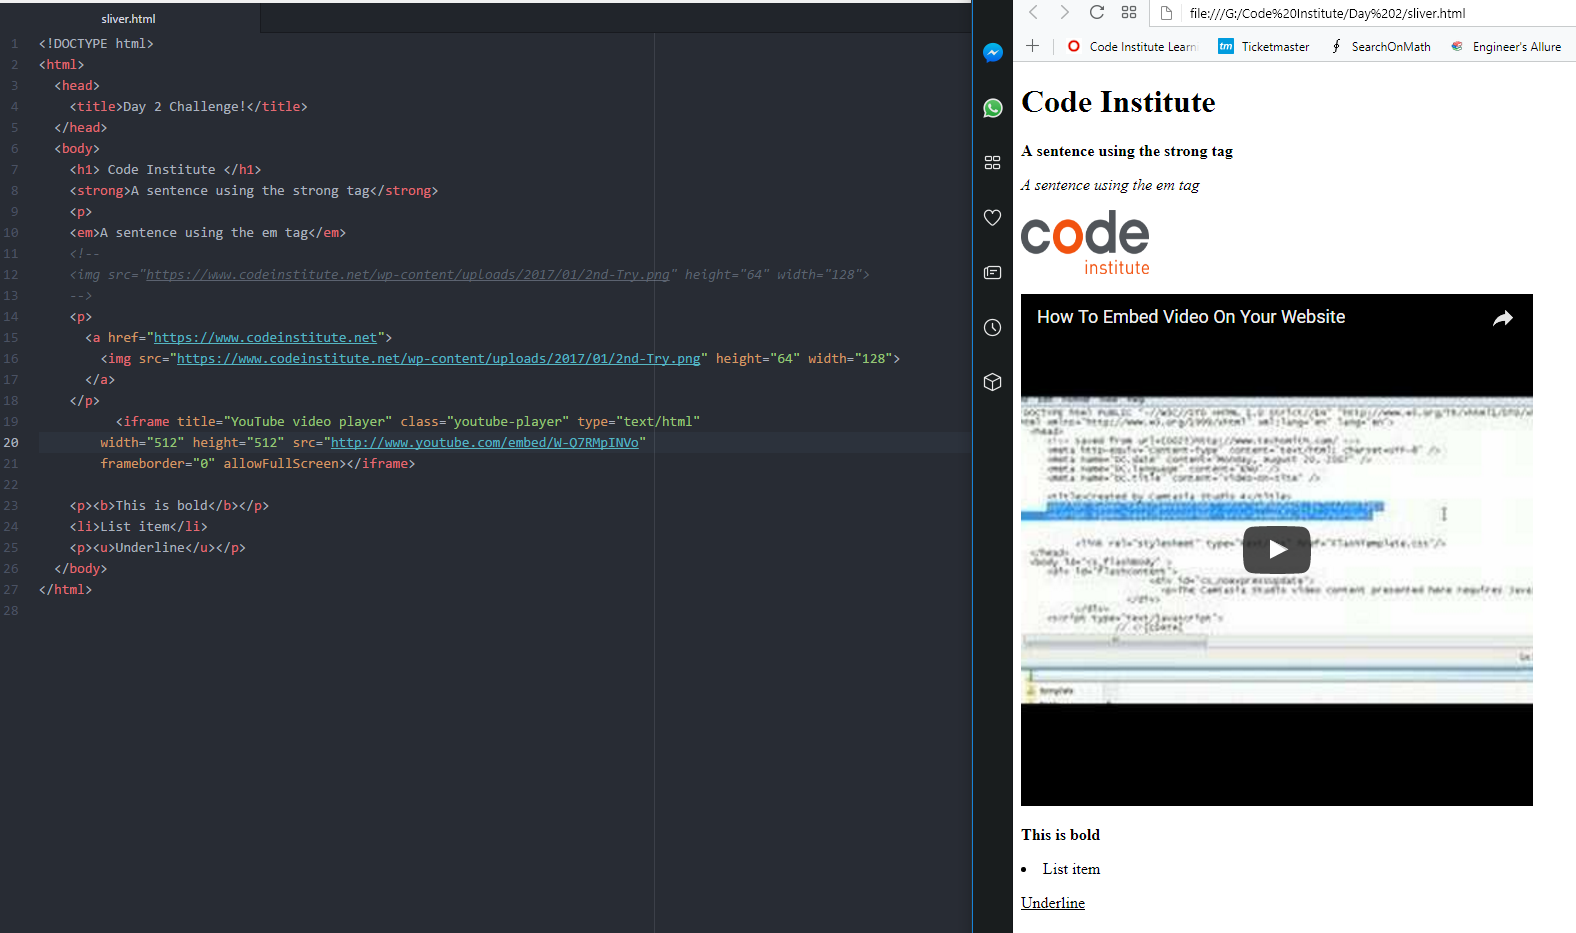 sliver.html
1 <!DOCTYPE html>
2 <html>
3 <head>
4 <title>Day 2 Challenge!</title>
5 </head>
6 <body>
7 <h1> Code Institute </h1>
8 <strong>A sentence using the strong tag</strong>
9 <p>
10 <em>A sentence using the em tag</em>
11 <!--
12 <img src="https://www.codeinstitute.net/wp-content/uploads/2017/01/2nd-Try.png" height="64" width="128">
13 -->
14 <p>
15 <a href="https://www.codeinstitute.net">
16 <img src="https://www.codeinstitute.net/wp-content/uploads/2017/01/2nd-Try.png" height="64" width="128">
17 </a>
18 </p>
19 <iframe title="YouTube video player" class="youtube-player" type="text/html"
20 width="512" height="512" src="http://www.youtube.com/embed/W-Q7RMpINVo"
21 frameborder="0" allowFullScreen></iframe>
22
23 <p><b>This is bold</b></p>
24 <li>List item</li>
25 <p><u>Underline</u></p>
26 </body>
27 </html>
28
file:///G:/Code%20Institute/Day%202/sliver.html
Code Institute Learn
tm Ticketmaster
SearchOnMath
Engineer's Allure
Code Institute
A sentence using the strong tag
A sentence using the em tag
code
institute
How To Embed Video On Your Website
<head>
</head>
This is bold
• List item
Underline